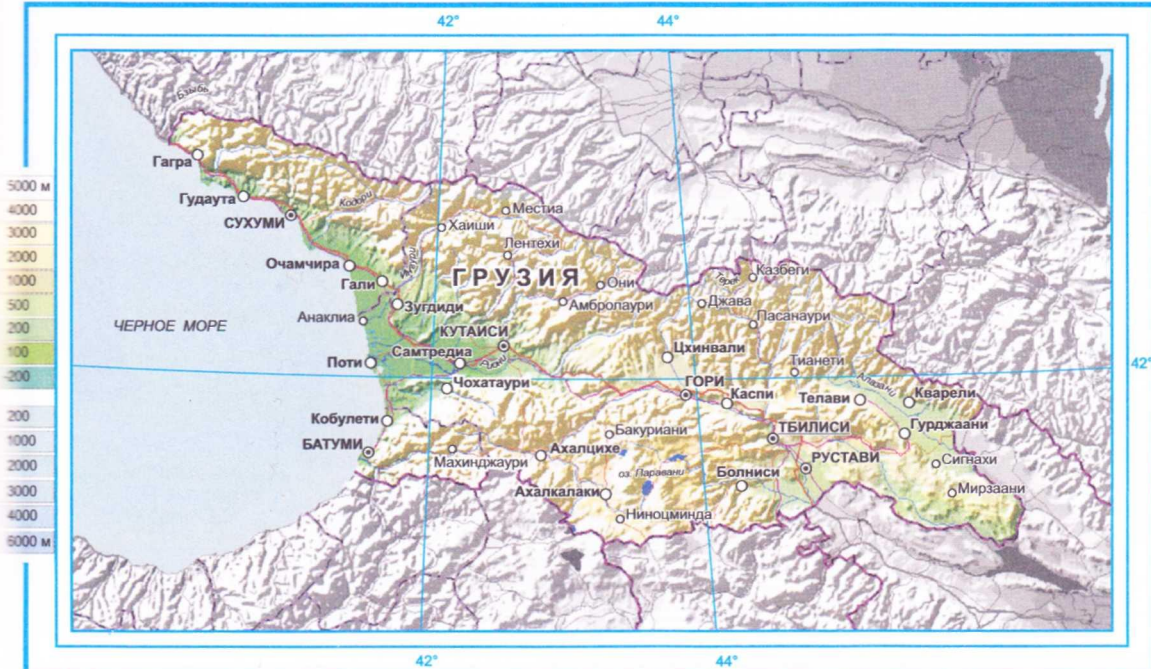 42°
44°
Бзыбь
Гагра
5000 м
4000
3000
2000
1000
500
200
100
-200
200
1000
2000
3000
4000
6000 м
Гудаута
СУХУМИ
Кодори
Местиа
Хаиши
Лентехи
Очамчира
Гали
ГРУЗИЯ
Они
Терек
Казбеги
Зугдиди
Амбролаури
Джава
Анаклиа
Пасанаури
ЧЕРНОЕ МОРЕ
КУТАИСИ
Самтредиа
Цхинвали
Поти
Риони
Тианети
42°
Чохатаури
ГОРИ
Алазани
Каспи
Телави
Кварели
Кобулети
ТБИЛИСИ
Гурджаани
БАТУМИ
Бакуриани
Махинджаури
Ахалцихе
РУСТАВИ
Сигнахи
оз. Паравани
Болниси
Ахалкалаки
Мирзаани
Ниноцминда
42°
44°